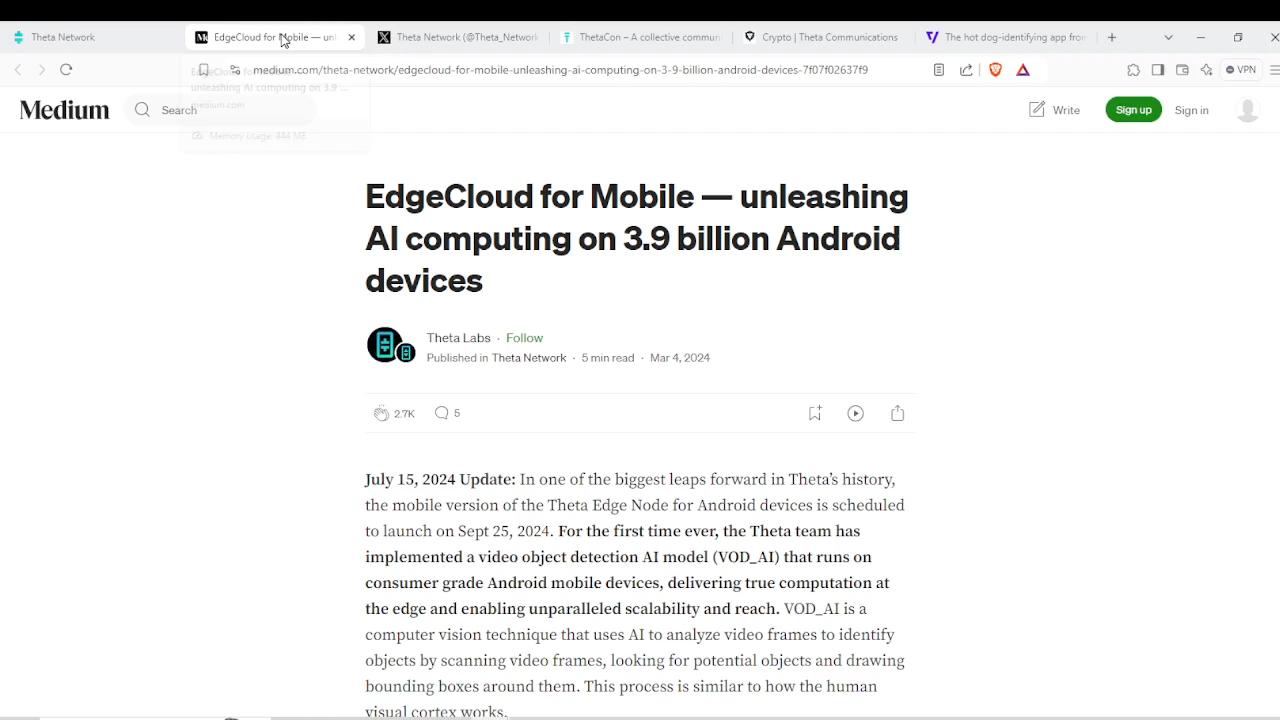 Theta Network
EdgeCloud for Mobile — unl
Theta Network (@Theta_Network
ThetaCon – A collective commun
Crypto | Theta Communications
The hot dog-identifying app from
medium.com/theta-network/edgecloud-for-mobile-unleashing-ai-computing-on-3-9-billion-android-devices-7f07f02637f9
VPN
EdgeCloud for Mobile —
unleashing AI computing on 3.9 ...
medium.com
Memory usage: 444 MB
Medium
Search
Write
Sign up
Sign in
EdgeCloud for Mobile — unleashing
AI computing on 3.9 billion Android
devices
Theta Labs · Follow
Published in Theta Network · 5 min read · Mar 4, 2024
2.7K
5
July 15, 2024 Update: In one of the biggest leaps forward in Theta’s history,
the mobile version of the Theta Edge Node for Android devices is scheduled
to launch on Sept 25, 2024. For the first time ever, the Theta team has
implemented a video object detection AI model (VOD_AI) that runs on
consumer grade Android mobile devices, delivering true computation at
the edge and enabling unparalleled scalability and reach. VOD_AI is a
computer vision technique that uses AI to analyze video frames to identify
objects by scanning video frames, looking for potential objects and drawing
bounding boxes around them. This process is similar to how the human
visual cortex works.